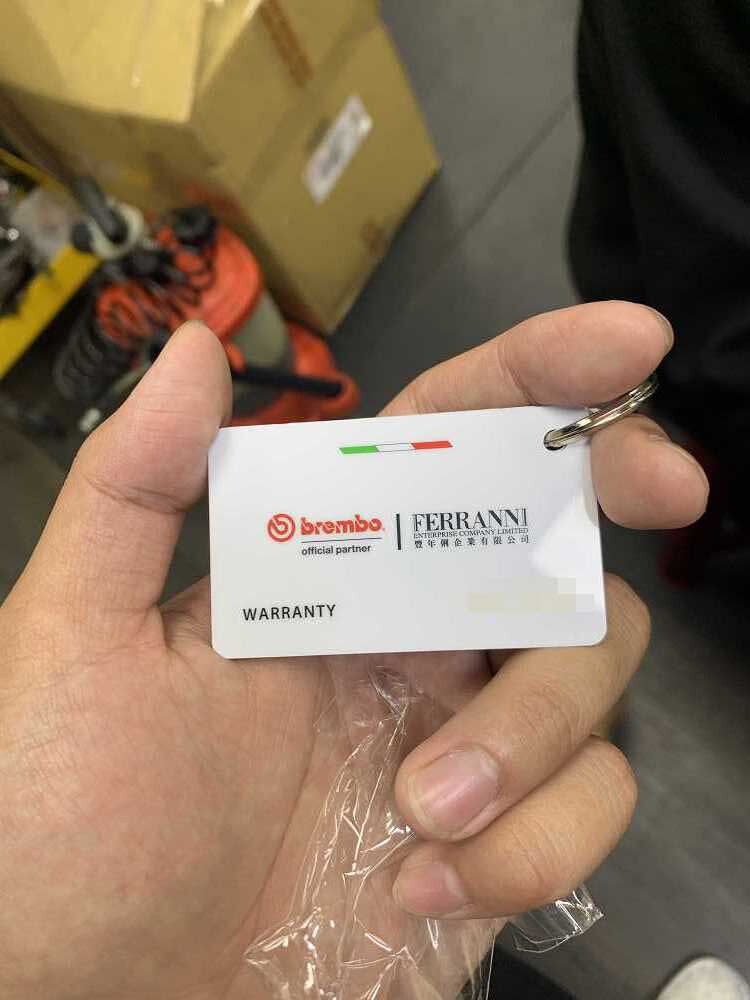 brembo
official partner
FERRANNI
ENTERPRISE COMPANY LIMITED
豐年俐企業有限公司
WARRANTY